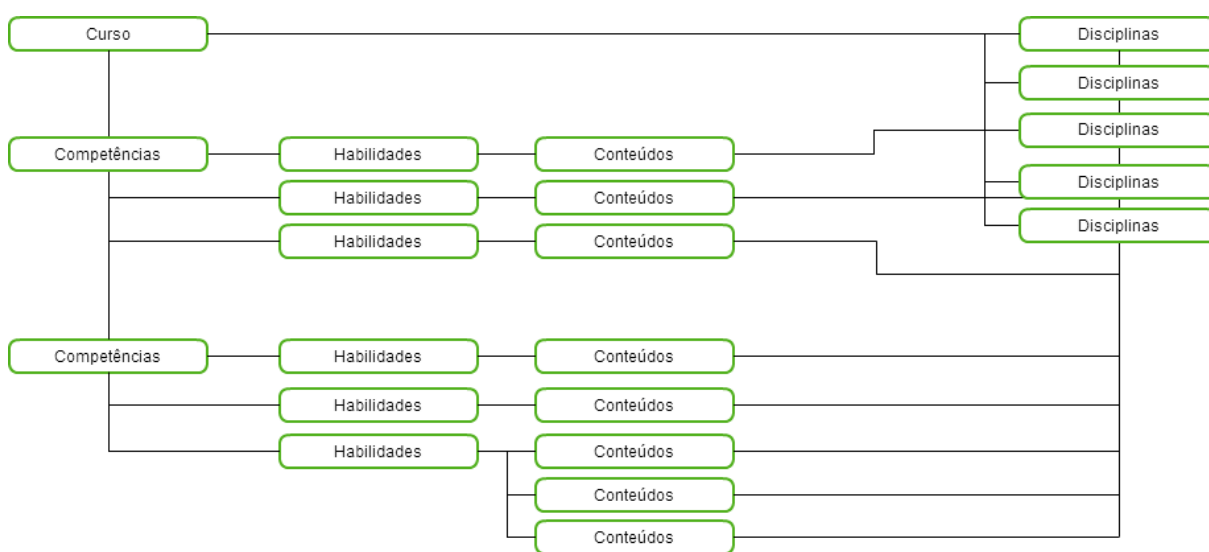 Curso
Disciplinas
Disciplinas
Disciplinas
Competências
Habilidades
Conteúdos
Disciplinas
Habilidades
Conteúdos
Disciplinas
Habilidades
Conteúdos
Competências
Habilidades
Conteúdos
Habilidades
Conteúdos
Habilidades
Conteúdos
Conteúdos
Conteúdos